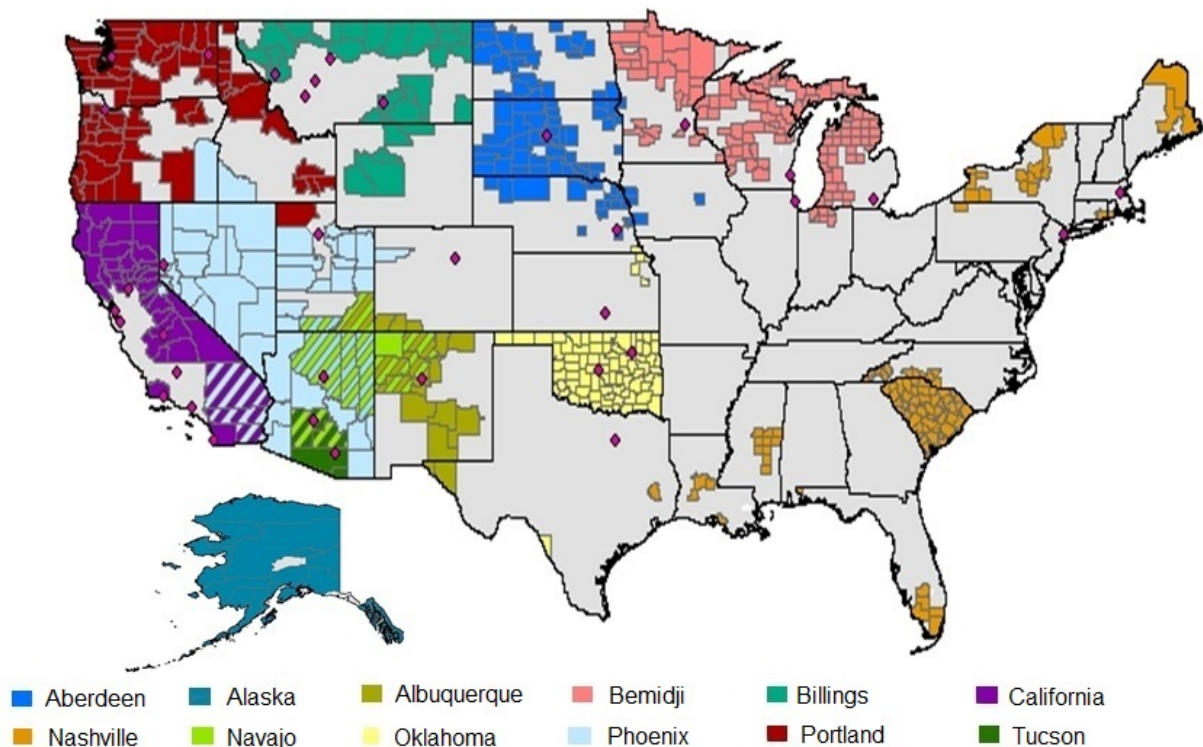 Aberdeen Alaska Albuquerque Bemidji Billings California
Nashville Navajo Oklahoma Phoenix Portland Tucson